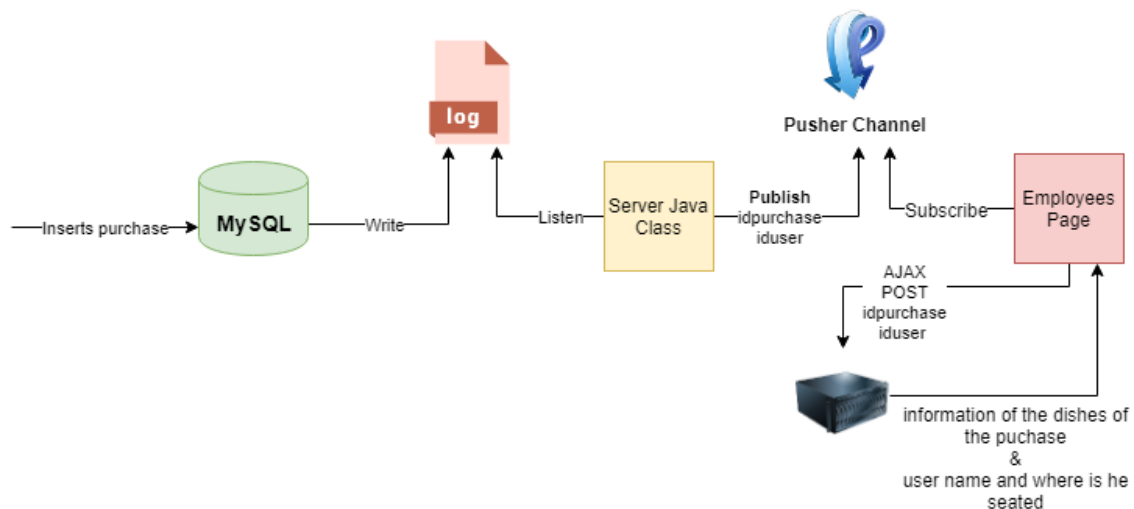 log
Pusher Channel
Inserts purchase
MySQL
Write
Listen
Server Java
Class
Publish
idpurchase
iduser
Subscribe
Employees
Page
AJAX
POST
idpurchase
iduser
information of the dishes of
the puchase
&
user name and where is he
seated